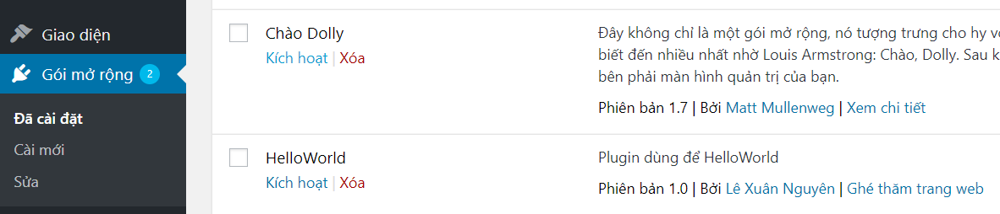 Giao diện
Gói mở rộng 2
Đã cài đặt
Cài mới
Sửa
Chào Dolly
Kích hoạt | Xóa
Đây không chỉ là một gói mở rộng, nó tượng trưng cho hy
biết đến nhiều nhất nhờ Louis Armstrong: Chào, Dolly. Sau
bên phải màn hình quản trị của bạn.
Phiên bản 1.7 | Bởi Matt Mullenweg | Xem chi tiết
HelloWorld
Kích hoạt | Xóa
Plugin dùng để HelloWorld
Phiên bản 1.0 | Bởi Lê Xuân Nguyên | Ghé thăm trang web